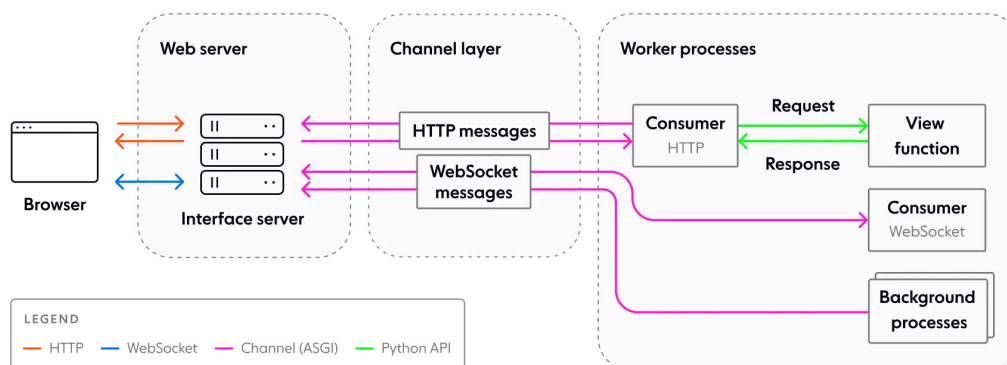 Web server
Channel layer
Worker processes
Browser
Interface server
HTTP messages
WebSocket
messages
Consumer
HTTP
Request
Response
View
function
Consumer
WebSocket
Background
processes
LEGEND
HTTP
WebSocket
Channel (ASGI)
Python API